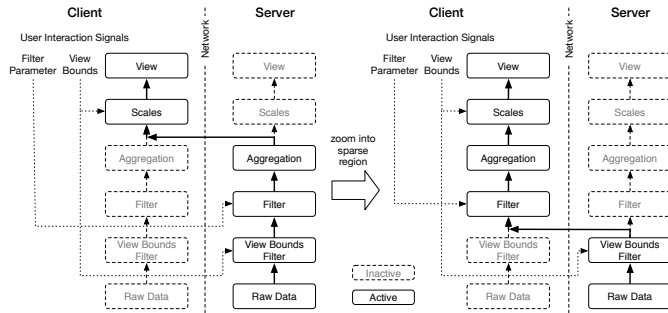 Client
Server
User Interaction Signals
Network
Filter
Parameter
View
Bounds
View
View
Scales
Scales
Aggregation
Aggregation
Filter
Filter
View Bounds
Filter
View Bounds
Filter
Raw Data
Raw Data
zoom into
sparse
region
Inactive
Active
Client
Server
User Interaction Signals
Network
Filter
Parameter
View
Bounds
View
View
Scales
Scales
Aggregation
Aggregation
Filter
Filter
View Bounds
Filter
View Bounds
Filter
Raw Data
Raw Data